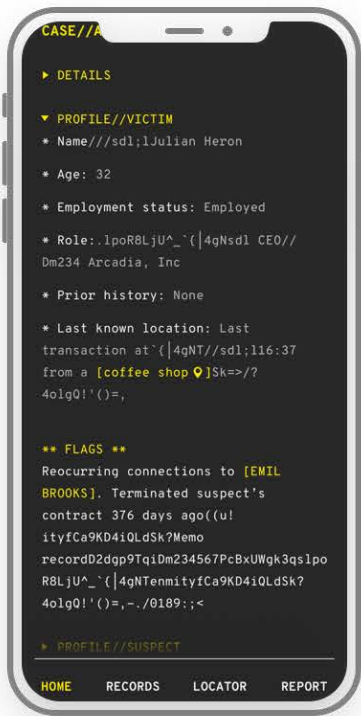 CASE//A
▸ DETAILS
▾ PROFILE//VICTIM
* Name///sdl;lJulian Heron
* Age: 32
* Employment status: Employed
* Role:.lpoR8LjU^_`{|4gNsdl CEO//
Dm234 Arcadia, Inc
* Prior history: None
* Last known location: Last
transaction at`{|4gNT//sdl;l16:37
from a [coffee shop]Sk=>/?
4olgQ!'()=,
** FLAGS **
Reocurring connections to [EMIL
BROOKS]. Terminated suspect's
contract 376 days ago((u!
ityfCa9KD4iQLdSk?Memo
recordD2dgp9TqiDm234567PcBxUWgk3qslpo
R8LjU^_`{|4gNTenmityfCa9KD4iQLdSk?
4olgQ!'()=,-./0189:;<
▸ PROFILE//SUSPECT
HOME RECORDS LOCATOR REPORT